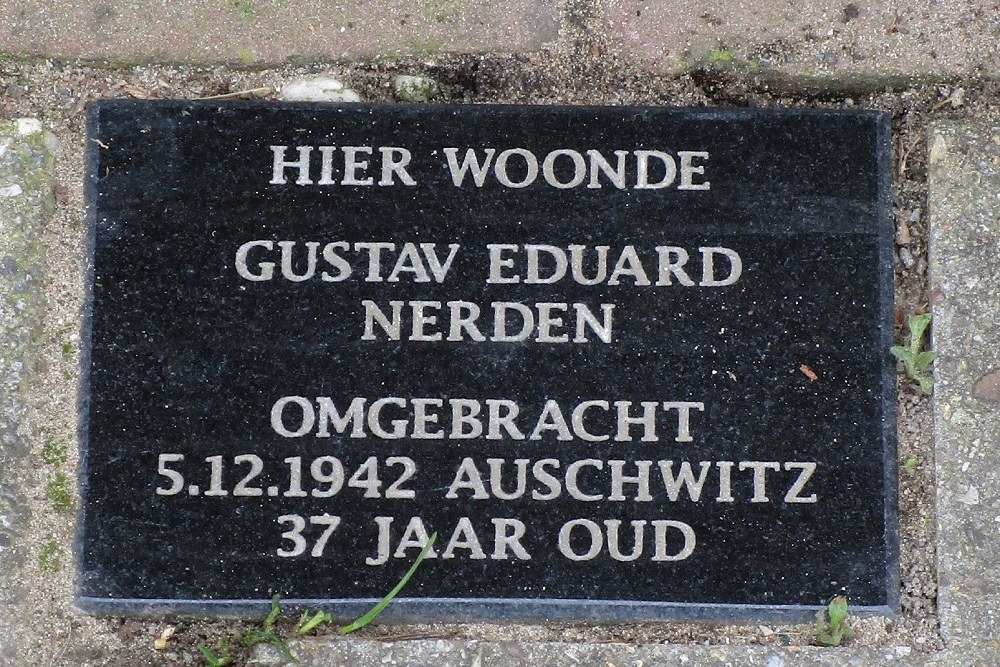 HIER WOONDE
GUSTAV EDUARD
NERDEN
OMGEBRACHT
5.12.1942 AUSCHWITZ
37 JAAR OUD